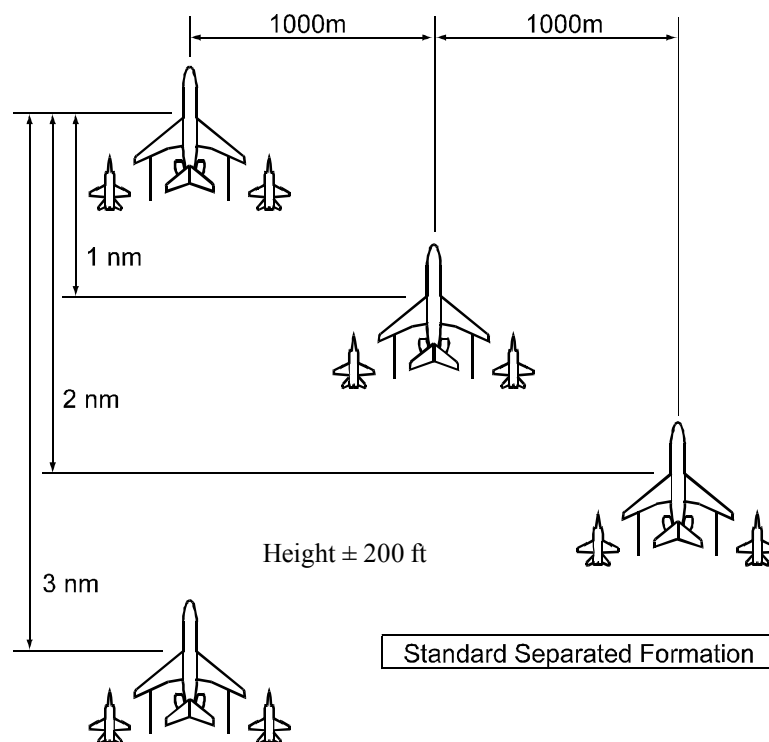 1000m
1000m
1 nm
2 nm
Height ± 200 ft
3 nm
Standard Separated Formation